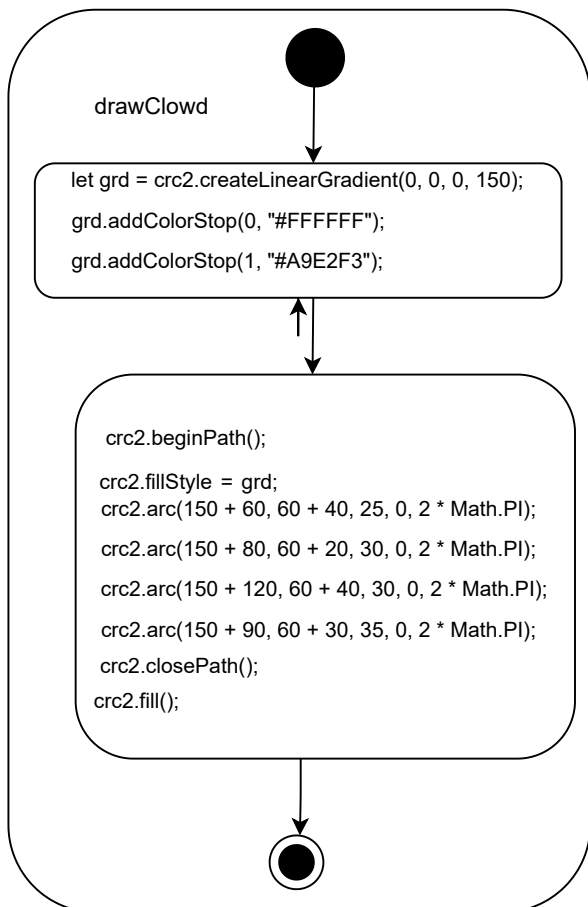 drawClowd
let grd = crc2.createLinearGradient(0, 0, 0, 150);
grd.addColorStop(0, "#FFFFFF");
grd.addColorStop(1, "#A9E2F3");
crc2.beginPath();
crc2.fillStyle = grd;
crc2.arc(150 + 60, 60 + 40, 25, 0, 2 * Math.PI);
crc2.arc(150 + 80, 60 + 20, 30, 0, 2 * Math.PI);
crc2.arc(150 + 120, 60 + 40, 30, 0, 2 * Math.PI);
crc2.arc(150 + 90, 60 + 30, 35, 0, 2 * Math.PI);
crc2.closePath();
crc2.fill();